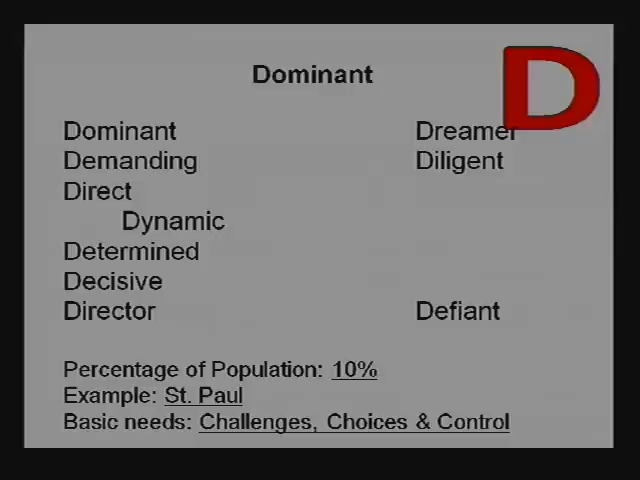 D
Dominant
Dominant Dreamer
Demanding Diligent
Direct
Dynamic
Determined
Decisive
Director Defiant
Percentage of Population: 10%
Example: St. Paul
Basic needs: Challenges, Choices & Control